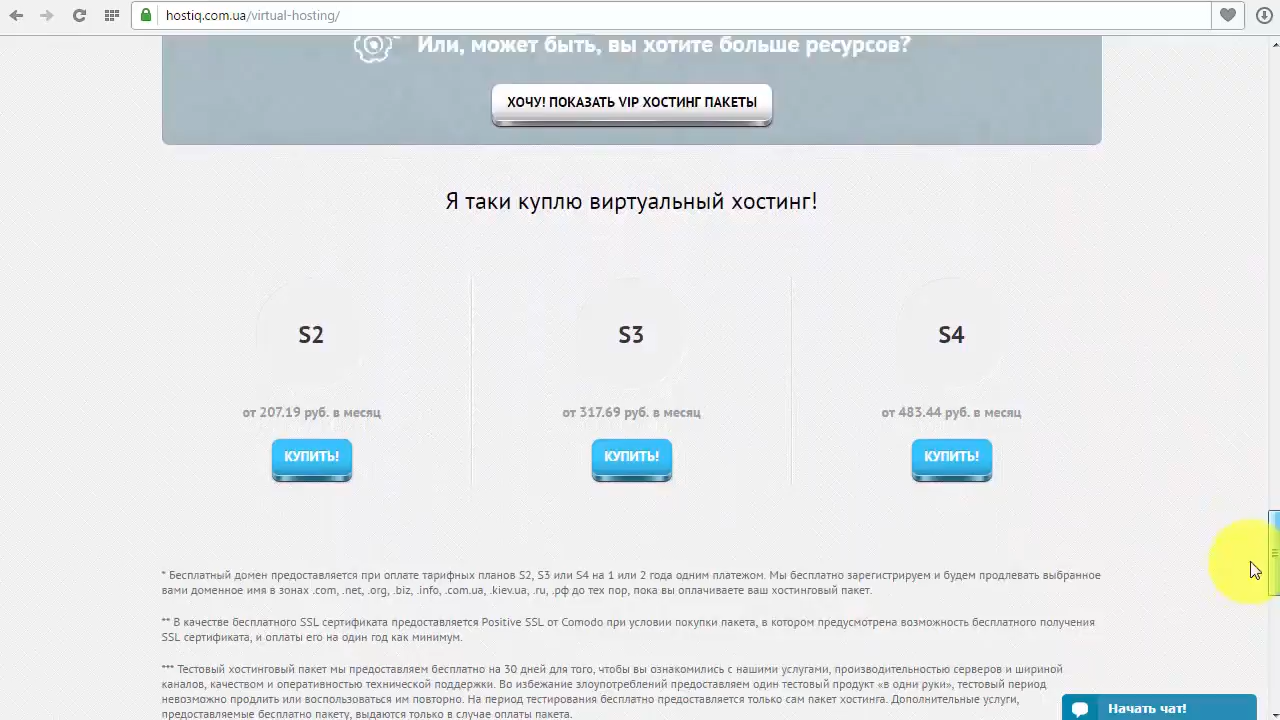 hostiq.com.ua/virtual-hosting/
Или, может быть, вы хотите больше ресурсов?
ХОЧУ! ПОКАЗАТЬ VIP ХОСТИНГ ПАКЕТЫ
Я таки куплю виртуальный хостинг!
S2
S3
S4
от 207.19 руб. в месяц
от 317.69 руб. в месяц
от 483.44 руб. в месяц
КУПИТЬ!
КУПИТЬ!
КУПИТЬ!
* Бесплатный домен предоставляется при оплате тарифных планов S2, S3 или S4 на 1 или 2 года одним платежом. Мы бесплатно зарегистрируем и будем продлевать выбранное
вами доменное имя в зонах .com, .net, .org, .biz, .info, .com.ua, .kiev.ua, .ru, .рф до тех пор, пока вы оплачиваете ваш хостинговый пакет.
** В качестве бесплатного SSL сертификата предоставляется Positive SSL от Comodo при условии покупки пакета, в котором предусмотрена возможность бесплатного получения
SSL сертификата, и оплаты его на один год как минимум.
*** Тестовый хостинговый пакет мы предоставляем бесплатно на 30 дней для того, чтобы вы ознакомились с нашими услугами, производительностью серверов и шириной
каналов, качеством и оперативностью технической поддержки. Во избежание злоупотреблений предоставляем один тестовый продукт «в одни руки», тестовый период
невозможно продлить или воспользоваться им повторно. На период тестирования бесплатно предоставляется только сам пакет хостинга. Дополнительные услуги,
предоставляемые бесплатно пакету, выдаются только в случае оплаты пакета.
Начать чат!